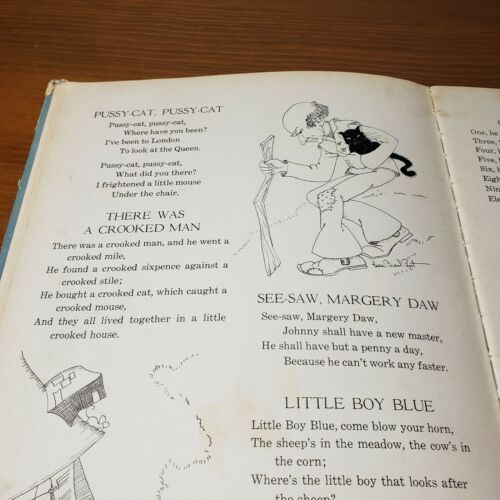 PUSSY-CAT, PUSSY-CAT
Pussy-cat, pussy-cat,
Where have you been?
I've been to London
To look at the Queen.
Pussy-cat, pussy-cat,
What did you there?
I frightened a little mouse
Under the chair.
THERE WAS
A CROOKED MAN
There was a crooked man, and he went a
crooked mile,
He found a crooked sixpence against a
crooked stile;
He bought a crooked cat, which caught a
crooked mouse,
And they all lived together in a little
crooked house.
SEE-SAW, MARGERY DAW
See-saw, Margery Daw,
Johnny shall have a new master,
He shall have but a penny a day,
Because he can't work any faster.
LITTLE BOY BLUE
Little Boy Blue, come blow your horn,
The sheep's in the meadow, the cow's in
the corn;
Where's the little boy that looks after
the sheep?
One, he
Three,
Four, h
Five,
Six, h
Eigh
Nin
Ele